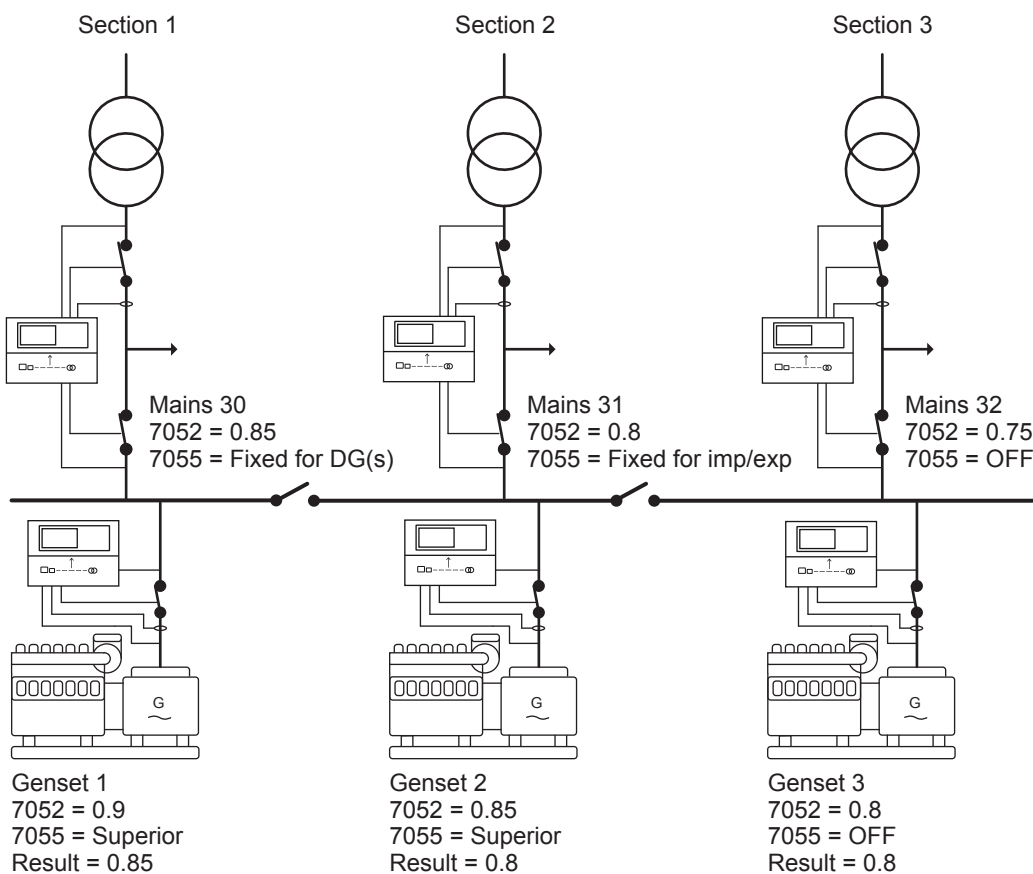 Section 1
Section 2
Section 3
Mains 30
7052 = 0.85
7055 = Fixed for DG(s)
Mains 31
7052 = 0.8
7055 = Fixed for imp/exp
Mains 32
7052 = 0.75
7055 = OFF
G
G
G
Genset 1
7052 = 0.9
7055 = Superior
Result = 0.85
Genset 2
7052 = 0.85
7055 = Superior
Result = 0.8
Genset 3
7052 = 0.8
7055 = OFF
Result = 0.8